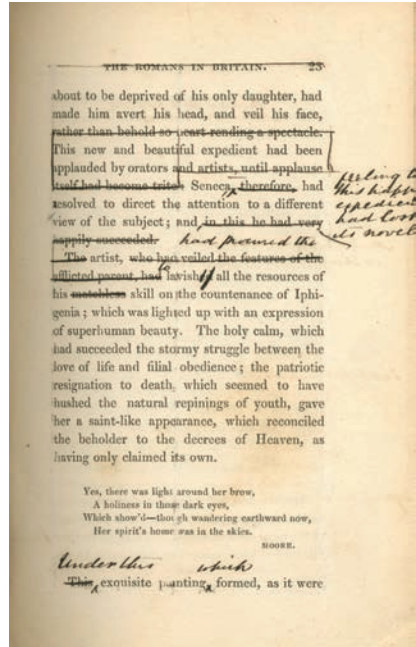 THE ROMANS IN BRITAIN. 23
about to be deprived of his only daughter, had
made him avert his head, and veil his face,
rather than behold so heart-rending a spectacle.
This new and beautiful expedient had been
applauded by orators and artists, until applause
itself had become trite. Seneca, therefore, had
resolved to direct the attention to a different
view of the subject; and in this he had very
happily succeeded. had the
The artist, who had veiled the features of the
afflicted parent, had to lavished all the resources of
his matchless skill on the countenance of Iphi-
genia; which was lighted up with an expression
of superhuman beauty. The holy calm, which
had succeeded the stormy struggle between the
love of life and filial obedience; the patriotic
resignation to death, which seemed to have
hushed the natural repinings of youth, gave
her a saint-like appearance, which reconciled
the beholder to the decrees of Heaven, as
having only claimed its own.
feeling
this happy
expedien
had lost
its novel
Yes, there was light around her brow,
A holiness in those dark eyes,
Which show'd—though wandering earthward now,
Her spirit's home was in the skies.
MOORE.
Under this which
This exquisite painting, formed, as it were